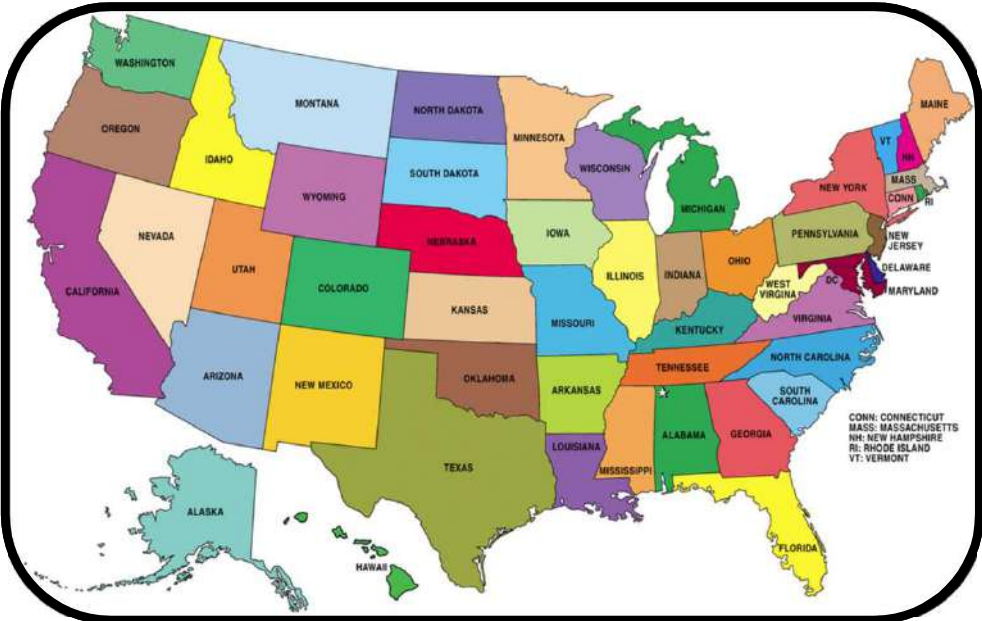 WASHINGTON
MONTANA
NORTH DAKOTA
MINNESOTA
MAINE
OREGON
IDAHO
WISCONSIN
VT
NH
SOUTH DAKOTA
MASS
WYOMING
NEW YORK
CONN
RI
MICHIGAN
NEVADA
NEBRASKA
IOWA
PENNSYLVANIA
NEW
JERSEY
UTAH
ILLINOIS
INDIANA
OHIO
DELAWARE
CALIFORNIA
COLORADO
WEST
VIRGINA
DC
MARYLAND
KANSAS
MISSOURI
KENTUCKY
VIRGINIA
ARIZONA
NEW MEXICO
OKLAHOMA
ARKANSAS
TENNESSEE
NORTH CAROLINA
SOUTH
CAROLINA
TEXAS
LOUISIANA
MISSISSIPPI
ALABAMA
GEORGIA
CONN: CONNECTICUT
MASS: MASSACHUSETTS
NH: NEW HAMPSHIRE
RI: RHODE ISLAND
VT: VERMONT
ALASKA
HAWAII
FLORIDA